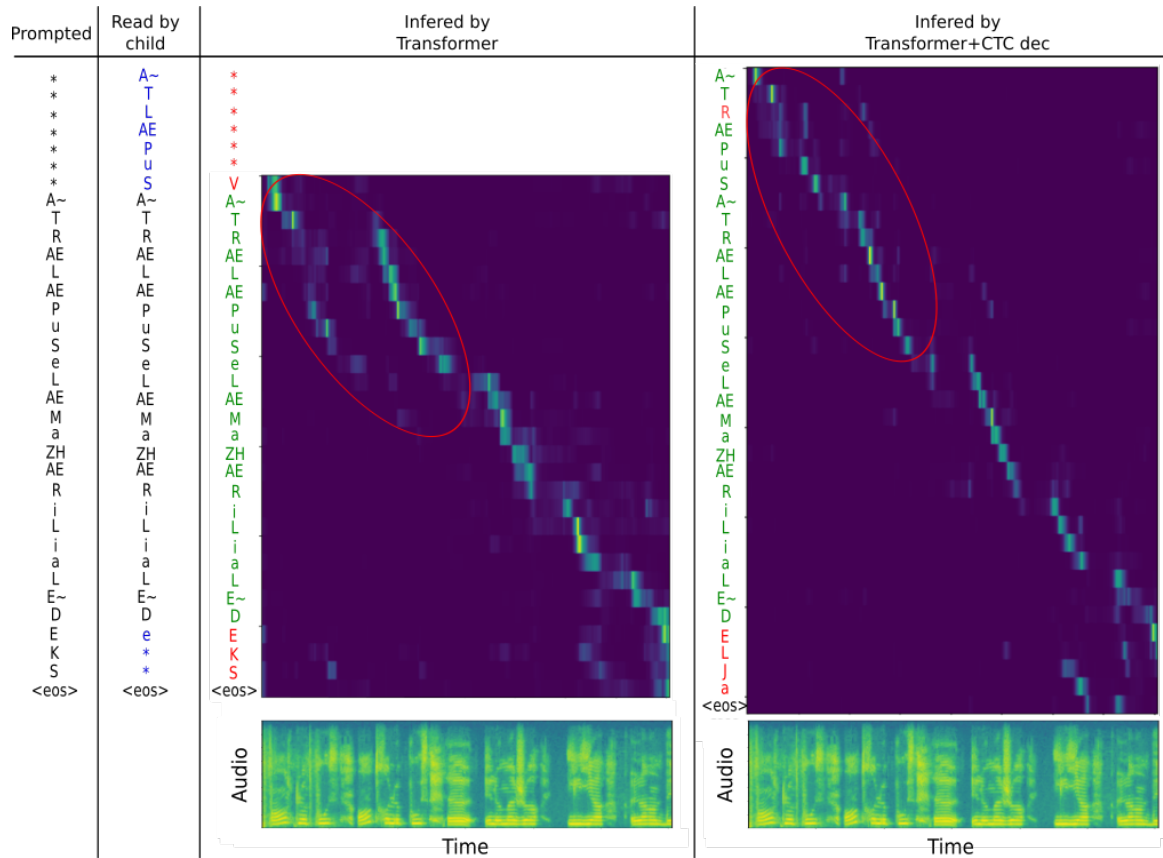 Prompted Read by child Infered by Transformer Infered by Transformer+CTC dec
* A~ * A~
* T * T
* L * R
* AE * AE
* P * P
* u * u
* S V S
A~ A~ A~ A~
T T T T
R R R R
AE AE AE AE
L L L L
AE AE AE AE
P P P P
u u u u
S S S S
e e e e
L L L L
AE AE AE AE
M M M M
a a a a
ZH ZH ZH ZH
AE AE AE AE
R R R R
i i i i
L L L L
i i i i
a a a a
L L L L
E~ E~ E~ E~
D D D D
E e E E
K * K L
S * S J
<eos> <eos> <eos> a
<eos>
Audio Audio
Time Time